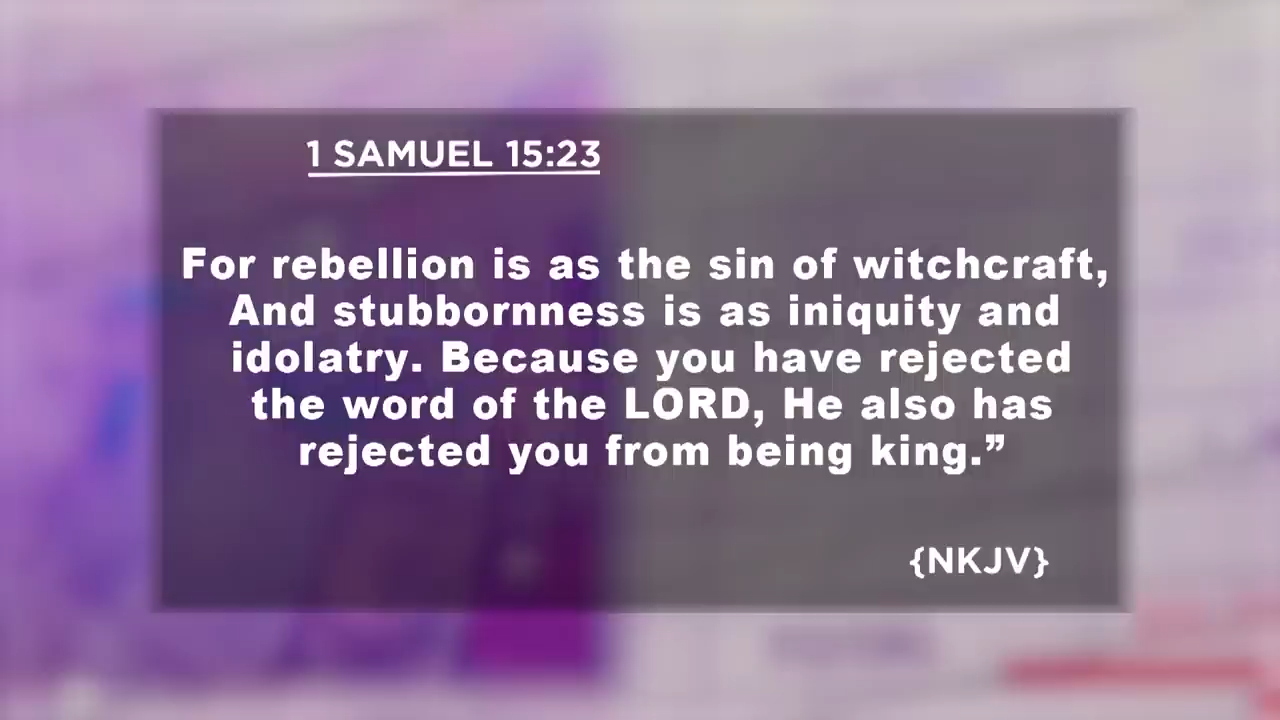 1 SAMUEL 15:23
For rebellion is as the sin of witchcraft,
And stubbornness is as iniquity and
idolatry. Because you have rejected
the word of the LORD, He also has
rejected you from being king.”
{NKJV}